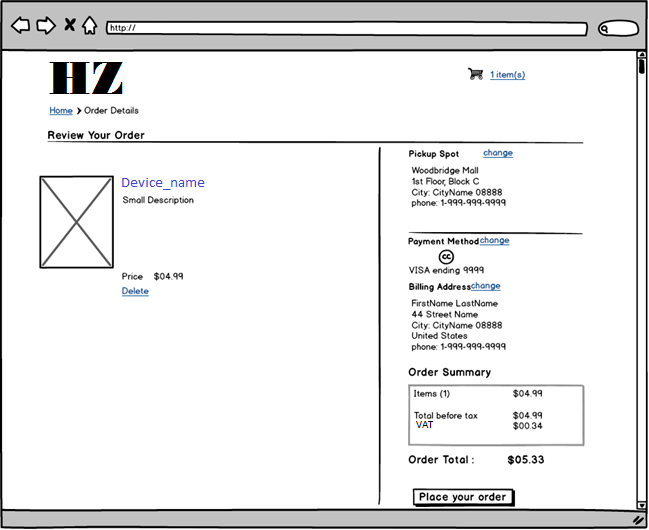 http://
HZ
1 item(s)
Home > Order Details
Review Your Order
Device_name
Small Description
Price $04.99
Delete
Pickup Spot change
Woodbridge Mall
1st Floor, Block C
City: CityName 08888
phone: 1-999-999-9999
Payment Method change
cc
VISA ending 9999
Billing Address change
FirstName LastName
44 Street Name
City: CityName 08888
United States
phone: 1-999-999-9999
Order Summary
Items (1) $04.99
Total before tax $04.99
VAT $00.34
Order Total : $05.33
Place your order